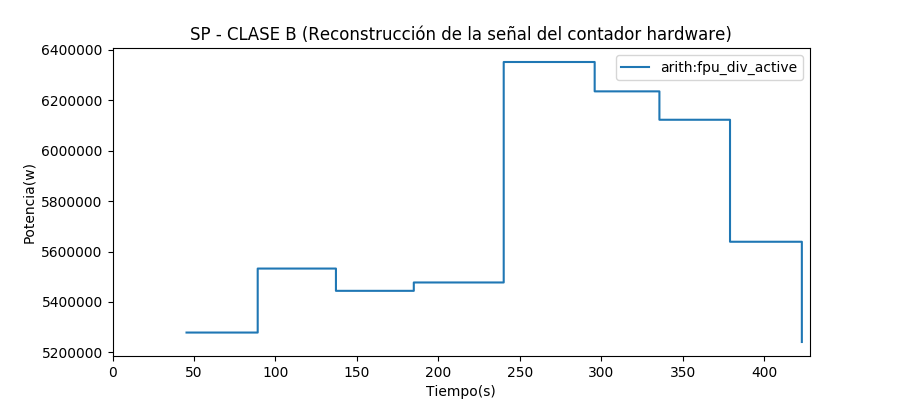 SP - CLASE B (Reconstrucción de la señal del contador hardware)
arith:fpu_div_active
Potencia(w)
6400000
6200000
6000000
5800000
5600000
5400000
5200000
0 50 100 150 200 250 300 350 400
Tiempo(s)